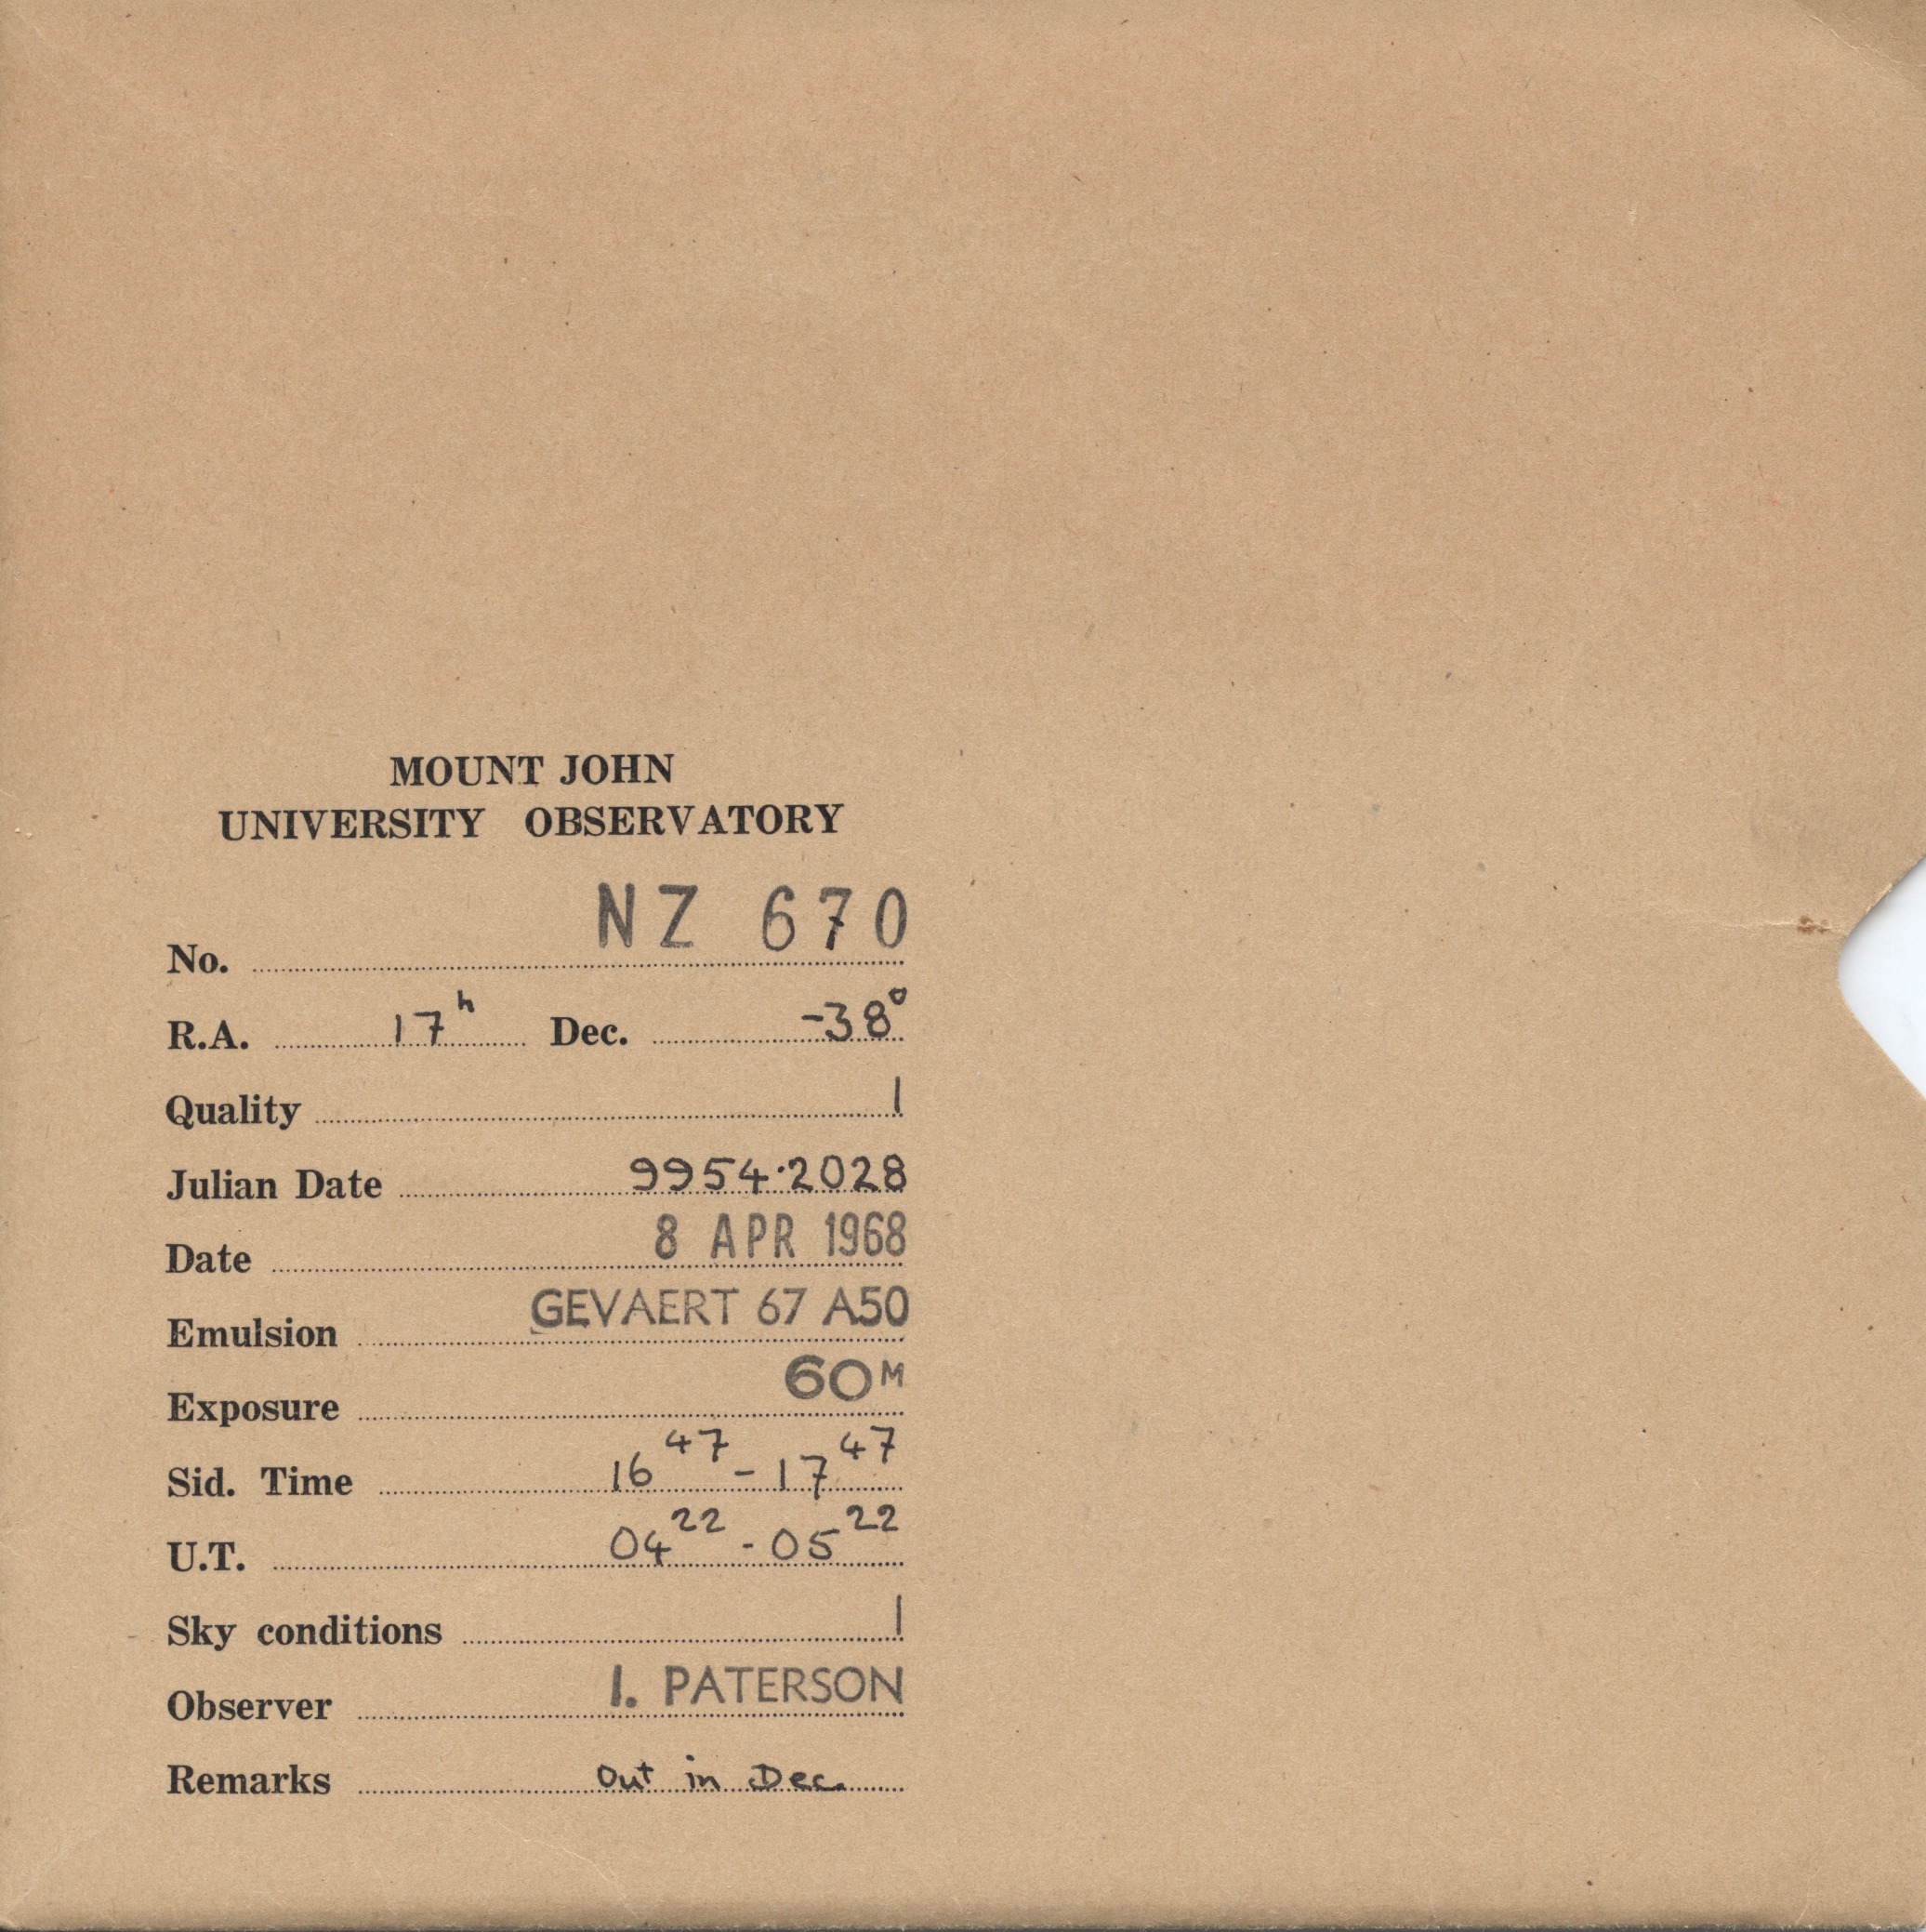 MOUNT JOHN
UNIVERSITY OBSERVATORY
No. NZ 670
R.A. 17h Dec. -38°
Quality 1
Julian Date 9954·2028
Date 8 APR 1968
Emulsion GEVAERT 67 A50
Exposure 60M
Sid. Time 16 47 - 17 47
U.T. 04 22 - 05 22
Sky conditions 1
Observer I. PATERSON
Remarks Out in Dec.